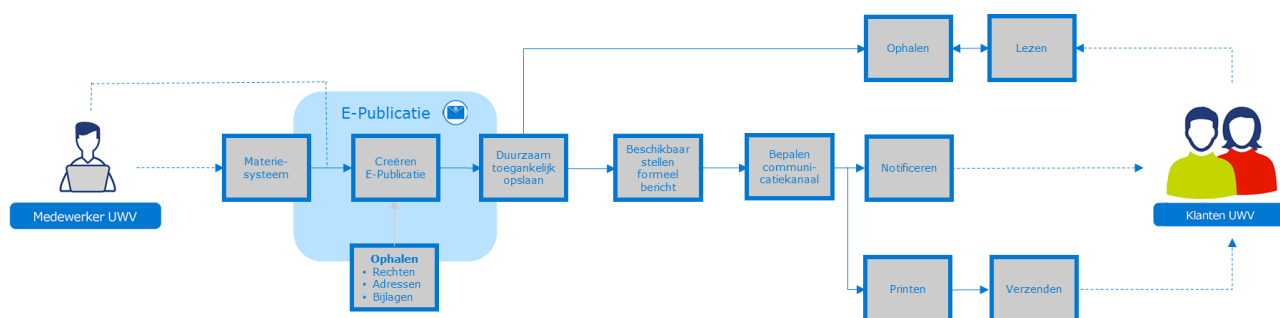 Ophalen
Lezen
E-Publicatie
Materie-
systeem
Creëren
E-Publicatie
Duurzaam
toegankelijk
opslaan
Beschikbaar
stellen
formeel
bericht
Bepalen
communi-
catiekanaal
Notificeren
Medewerker UWV
Klanten UWV
Ophalen
• Rechten
• Adressen
• Bijlagen
Printen
Verzenden